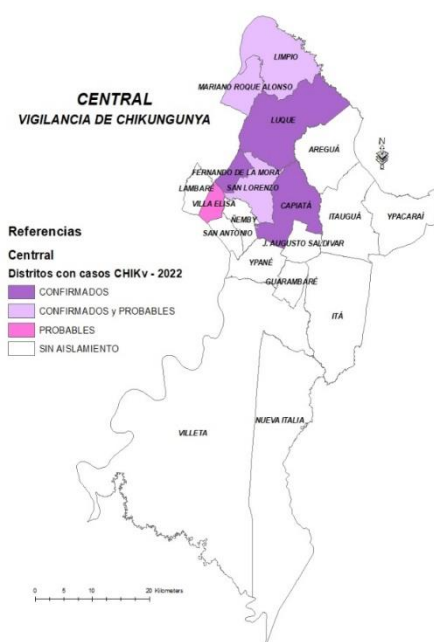 CENTRAL
VIGILANCIA DE CHIKUNGUNYA
LIMPIO
MARIANO ROQUE ALONSO
LUQUE
AREGUÁ
N
FERNANDO DE LA MORA
LAMBARÉ
SAN LORENZO
CAPIATÁ
VILLA ELISA
ITAUGUÁ
YPACARAÍ
ÑEMBY
SAN ANTONIO
J. AUGUSTO SALDIVAR
YPANÉ
GUARAMBARÉ
ITÁ
VILLETA
NUEVA ITALIA
Referencias
Centrral
Distritos con casos CHIKv - 2022
CONFIRMADOS
CONFIRMADOS y PROBABLES
PROBABLES
SIN AISLAMIENTO
0 5 10 20 Kilometers